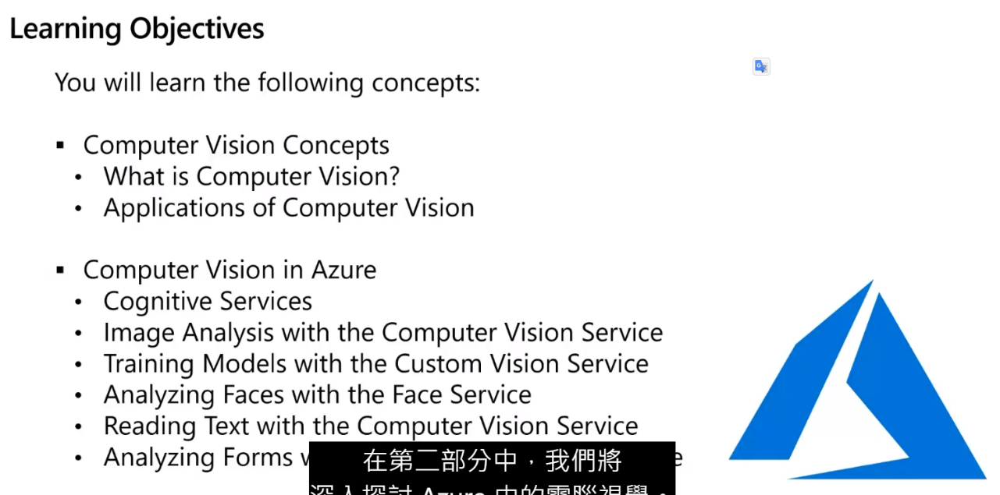 Learning Objectives
You will learn the following concepts:
▪ Computer Vision Concepts
• What is Computer Vision?
• Applications of Computer Vision
▪ Computer Vision in Azure
• Cognitive Services
• Image Analysis with the Computer Vision Service
• Training Models with the Custom Vision Service
• Analyzing Faces with the Face Service
• Reading Text with the Computer Vision Service
• Analyzing Forms
在第二部分中，我們將
深入探討 Azure 中的電腦視覺。